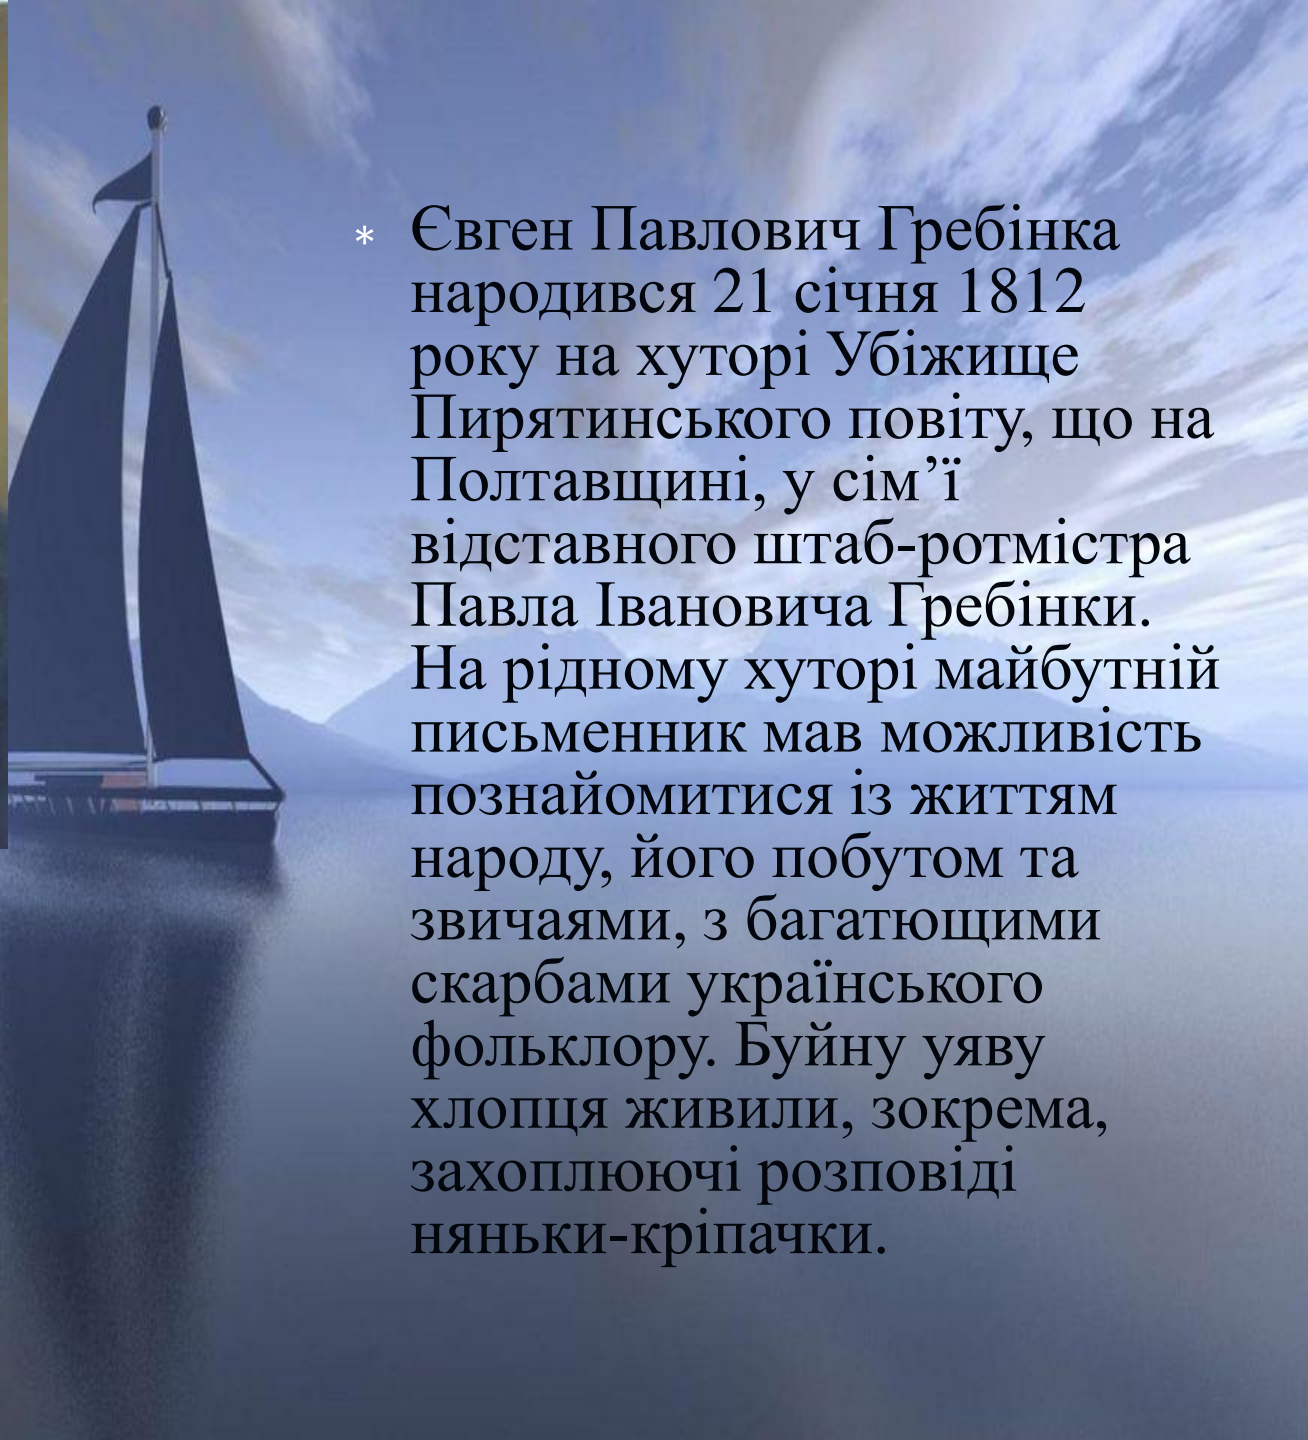 * Євген Павлович Гребінка
народився 21 січня 1812
року на хуторі Убіжище
Пирятинського повіту, що на
Полтавщині, у сім’ї
відставного штаб-ротмістра
Павла Івановича Гребінки.
На рідному хуторі майбутній
письменник мав можливість
познайомитися із життям
народу, його побутом та
звичаями, з багатющими
скарбами українського
фольклору. Буйну уяву
хлопця живили, зокрема,
захоплюючі розповіді
няньки-кріпачки.